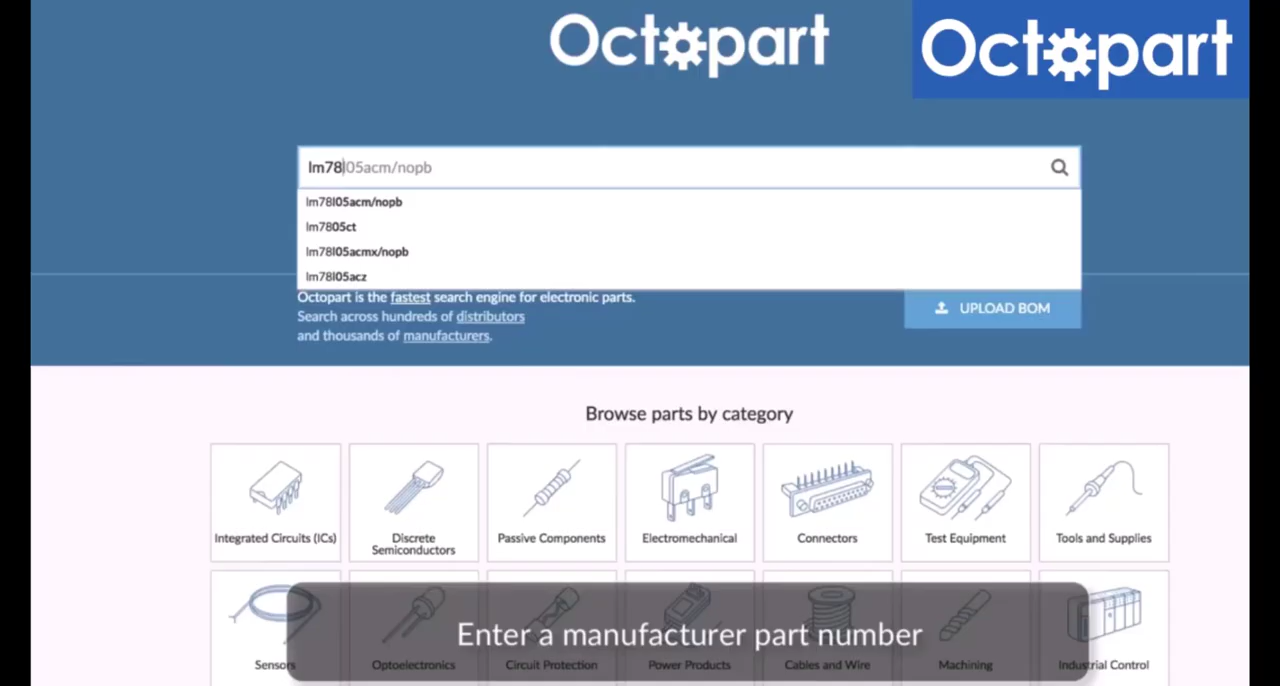 Octopart
Octopart
lm78l05acm/nopb
lm78l05acm/nopb
lm7805ct
lm78l05acmx/nopb
lm78l05acz
Octopart is the fastest search engine for electronic parts.
Search across hundreds of distributors
and thousands of manufacturers.
UPLOAD BOM
Browse parts by category
Integrated Circuits (ICs)
Discrete
Semiconductors
Passive Components
Electromechanical
Connectors
Test Equipment
Tools and Supplies
Enter a manufacturer part number
Sensors
Optoelectronics
Circuit Protection
Power Products
Cables and Wire
Machining
Industrial Control